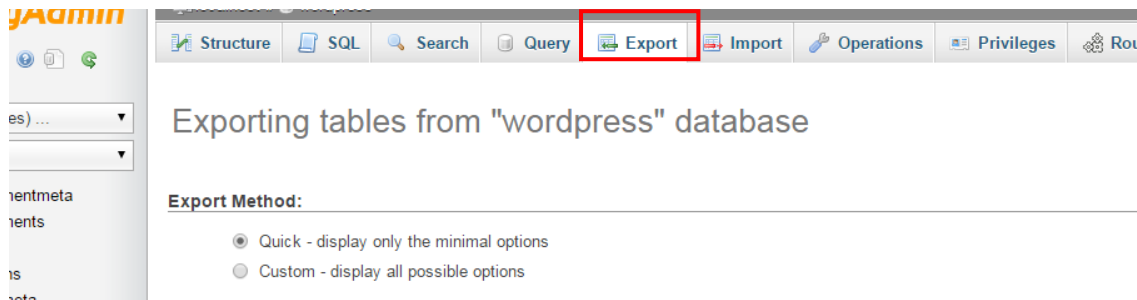 Structure SQL Search Query Export Import Operations Privileges
Exporting tables from "wordpress" database
Export Method:
Quick - display only the minimal options
Custom - display all possible options